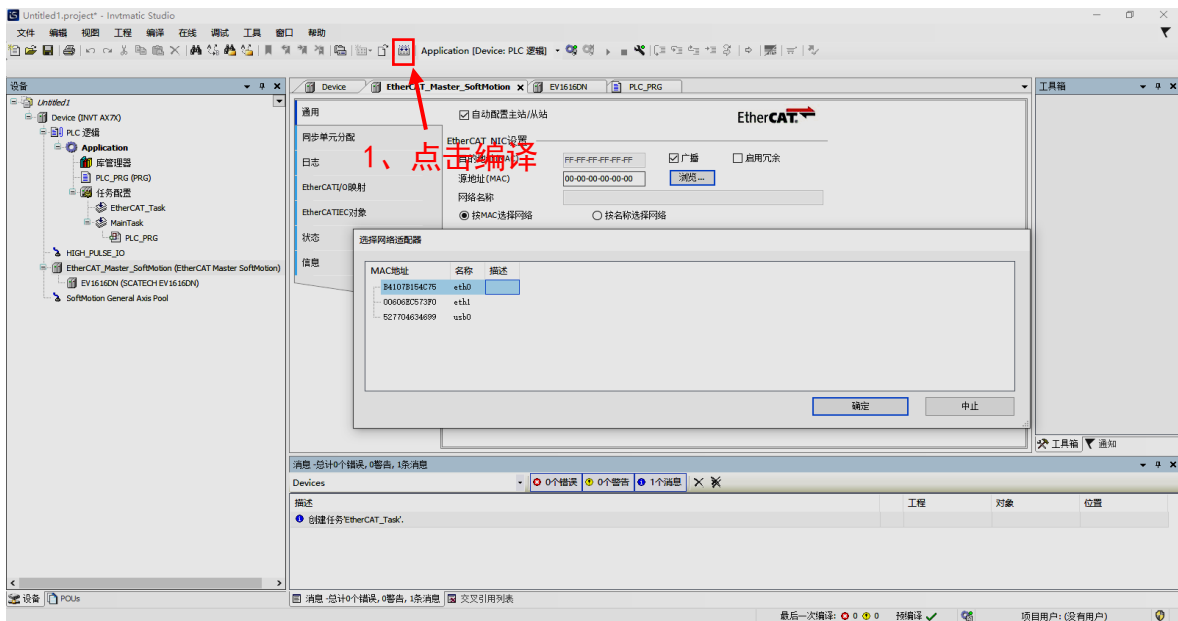 Untitled1.project* - Invtmatic Studio
文件 编辑 视图 工程 编译 在线 调试 工具 窗口 帮助
Application [Device: PLC 逻辑]
设备
Untitled1
Device (INVT AX7X)
PLC 逻辑
Application
库管理器
PLC_PRG (PRG)
任务配置
EtherCAT_Task
MainTask
PLC_PRG
HIGH_PULSE_IO
EtherCAT_Master_SoftMotion (EtherCAT Master SoftMotion)
EV1616DN (SCATECH EV1616DN)
SoftMotion General Axis Pool
设备 POUs
Device EtherCAT_Master_SoftMotion EV1616DN PLC_PRG
通用
同步单元分配
日志
EtherCATI/O映射
EtherCATIEC对象
状态
信息
自动配置主站/从站
EtherCAT
EtherCAT NIC设置
目的地址(MAC) FF-FF-FF-FF-FF-FF 广播 启用冗余
源地址(MAC) 00-00-00-00-00-00 浏览...
网络名称
按MAC选择网络 按名称选择网络
1、点击编译
选择网络适配器
MAC地址 名称 描述
B4107B154C75 eth0
00606EC573F0 eth1
527704634699 usb0
确定 中止
工具箱
工具箱 通知
消息 -总计0个错误, 0警告, 1条消息
Devices 0个错误 0个警告 1个消息
描述 工程 对象 位置
创建任务'EtherCAT_Task'.
消息 -总计0个错误, 0警告, 1条消息 交叉引用列表
最后一次编译: 0 0 预编译 项目用户: (没有用户)